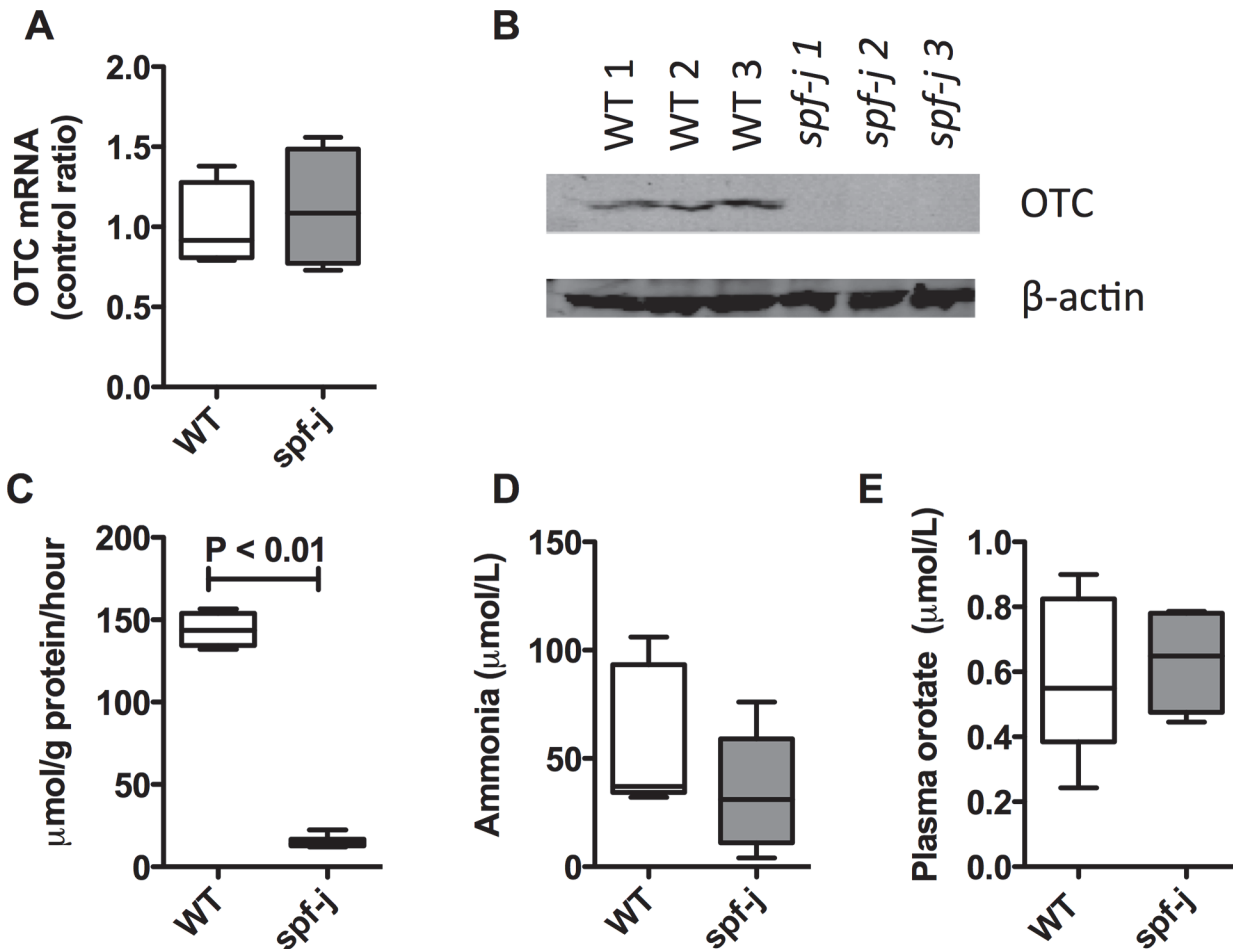 A
OTC mRNA
(control ratio)
2.0
1.5
1.0
0.5
0.0
WT
spf-j
B
WT 1
WT 2
WT 3
spf-j 1
spf-j 2
spf-j 3
OTC
β-actin
C
μmol/g protein/hour
200
150
100
50
0
P < 0.01
WT
spf-j
D
Ammonia (μmol/L)
150
100
50
0
WT
spf-j
E
Plasma orotate (μmol/L)
1.0
0.8
0.6
0.4
0.2
0.0
WT
spf-j